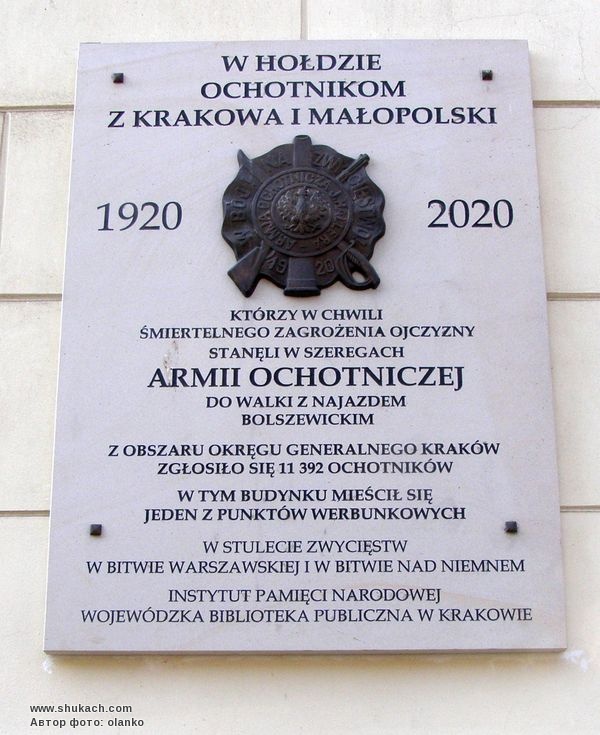 W HOŁDZIE
OCHOTNIKOM
Z KRAKOWA I MAŁOPOLSKI
1920
2020
KTÓRZY W CHWILI
ŚMIERTELNEGO ZAGROŻENIA OJCZYZNY
STANĘLI W SZEREGACH
ARMII OCHOTNICZEJ
DO WALKI Z NAJAZDEM
BOLSZEWICKIM
Z OBSZARU OKRĘGU GENERALNEGO KRAKÓW
ZGŁOSIŁO SIĘ 11 392 OCHOTNIKÓW
W TYM BUDYNKU MIEŚCIŁ SIĘ
JEDEN Z PUNKTÓW WERBUNKOWYCH
W STULECIE ZWYCIĘSTW
W BITWIE WARSZAWSKIEJ I W BITWIE NAD NIEMNEM
INSTYTUT PAMIĘCI NARODOWEJ
WOJEWÓDZKA BIBLIOTEKA PUBLICZNA W KRAKOWIE
www.shukach.com
Автор фото: olanko